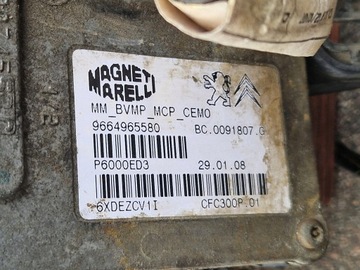 MAGNETI
MARELLI
MM_BVMP_MCP_CEMO
9664965580 BC.0091807.G
P6000ED3 29.01.08
6XDEZCV1I CFC300P.01